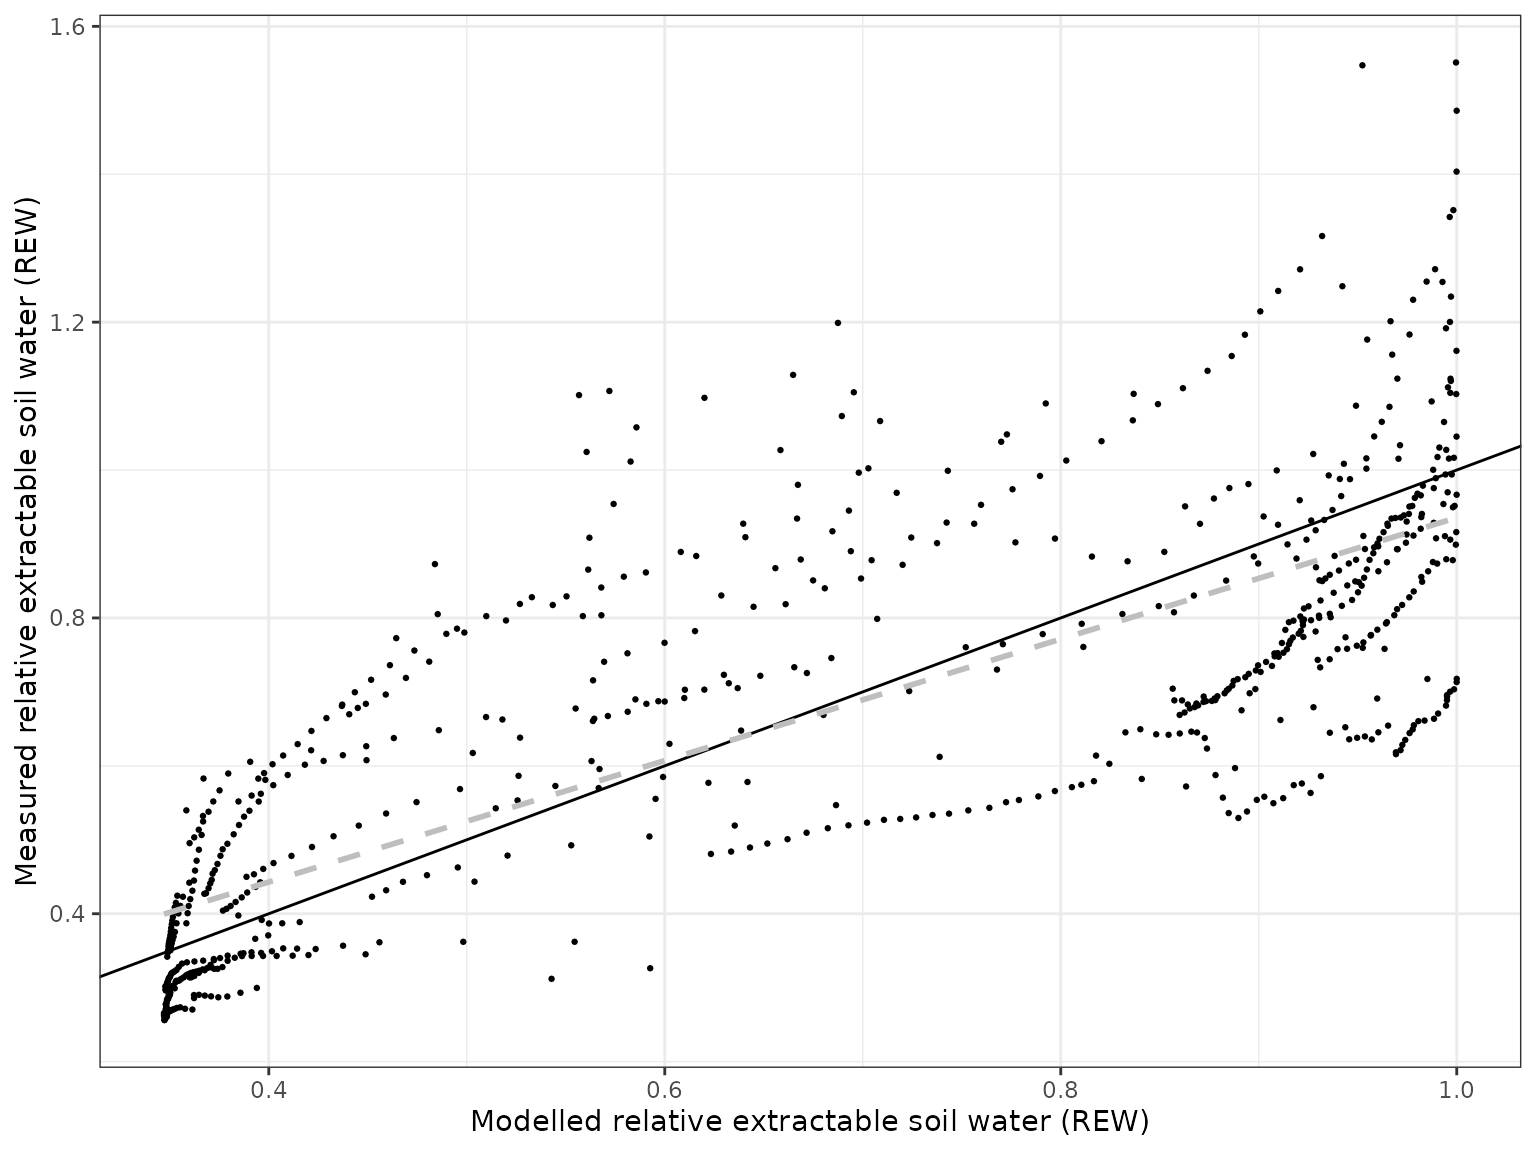 1.6
1.2
0.8
0.4
Measured relative extractable soil water (REW)
0.4 0.6 0.8 1.0
Modelled relative extractable soil water (REW)